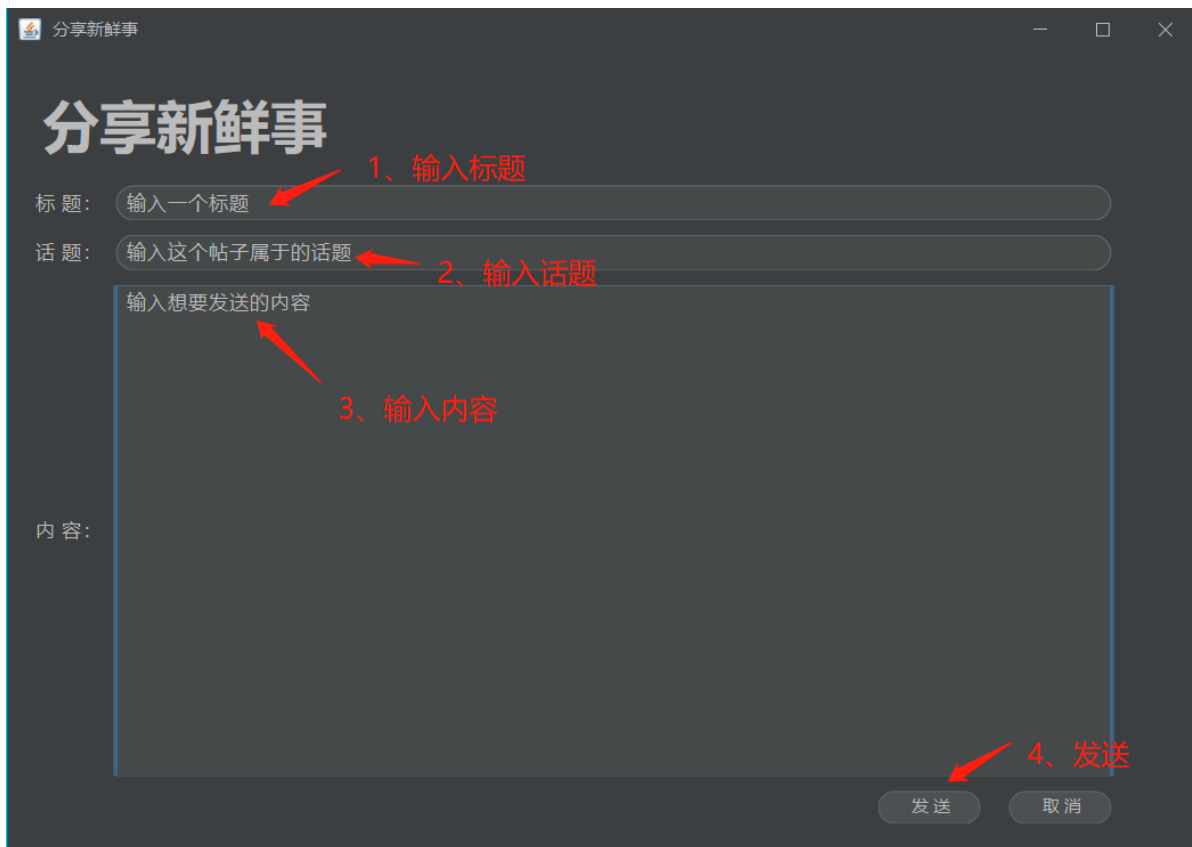 分享新鲜事
分享新鲜事
1、输入标题
标 题：
输入一个标题
话 题：
输入这个帖子属于的话题
2、输入话题
输入想要发送的内容
3、输入内容
内 容：
4、发送
发 送
取 消